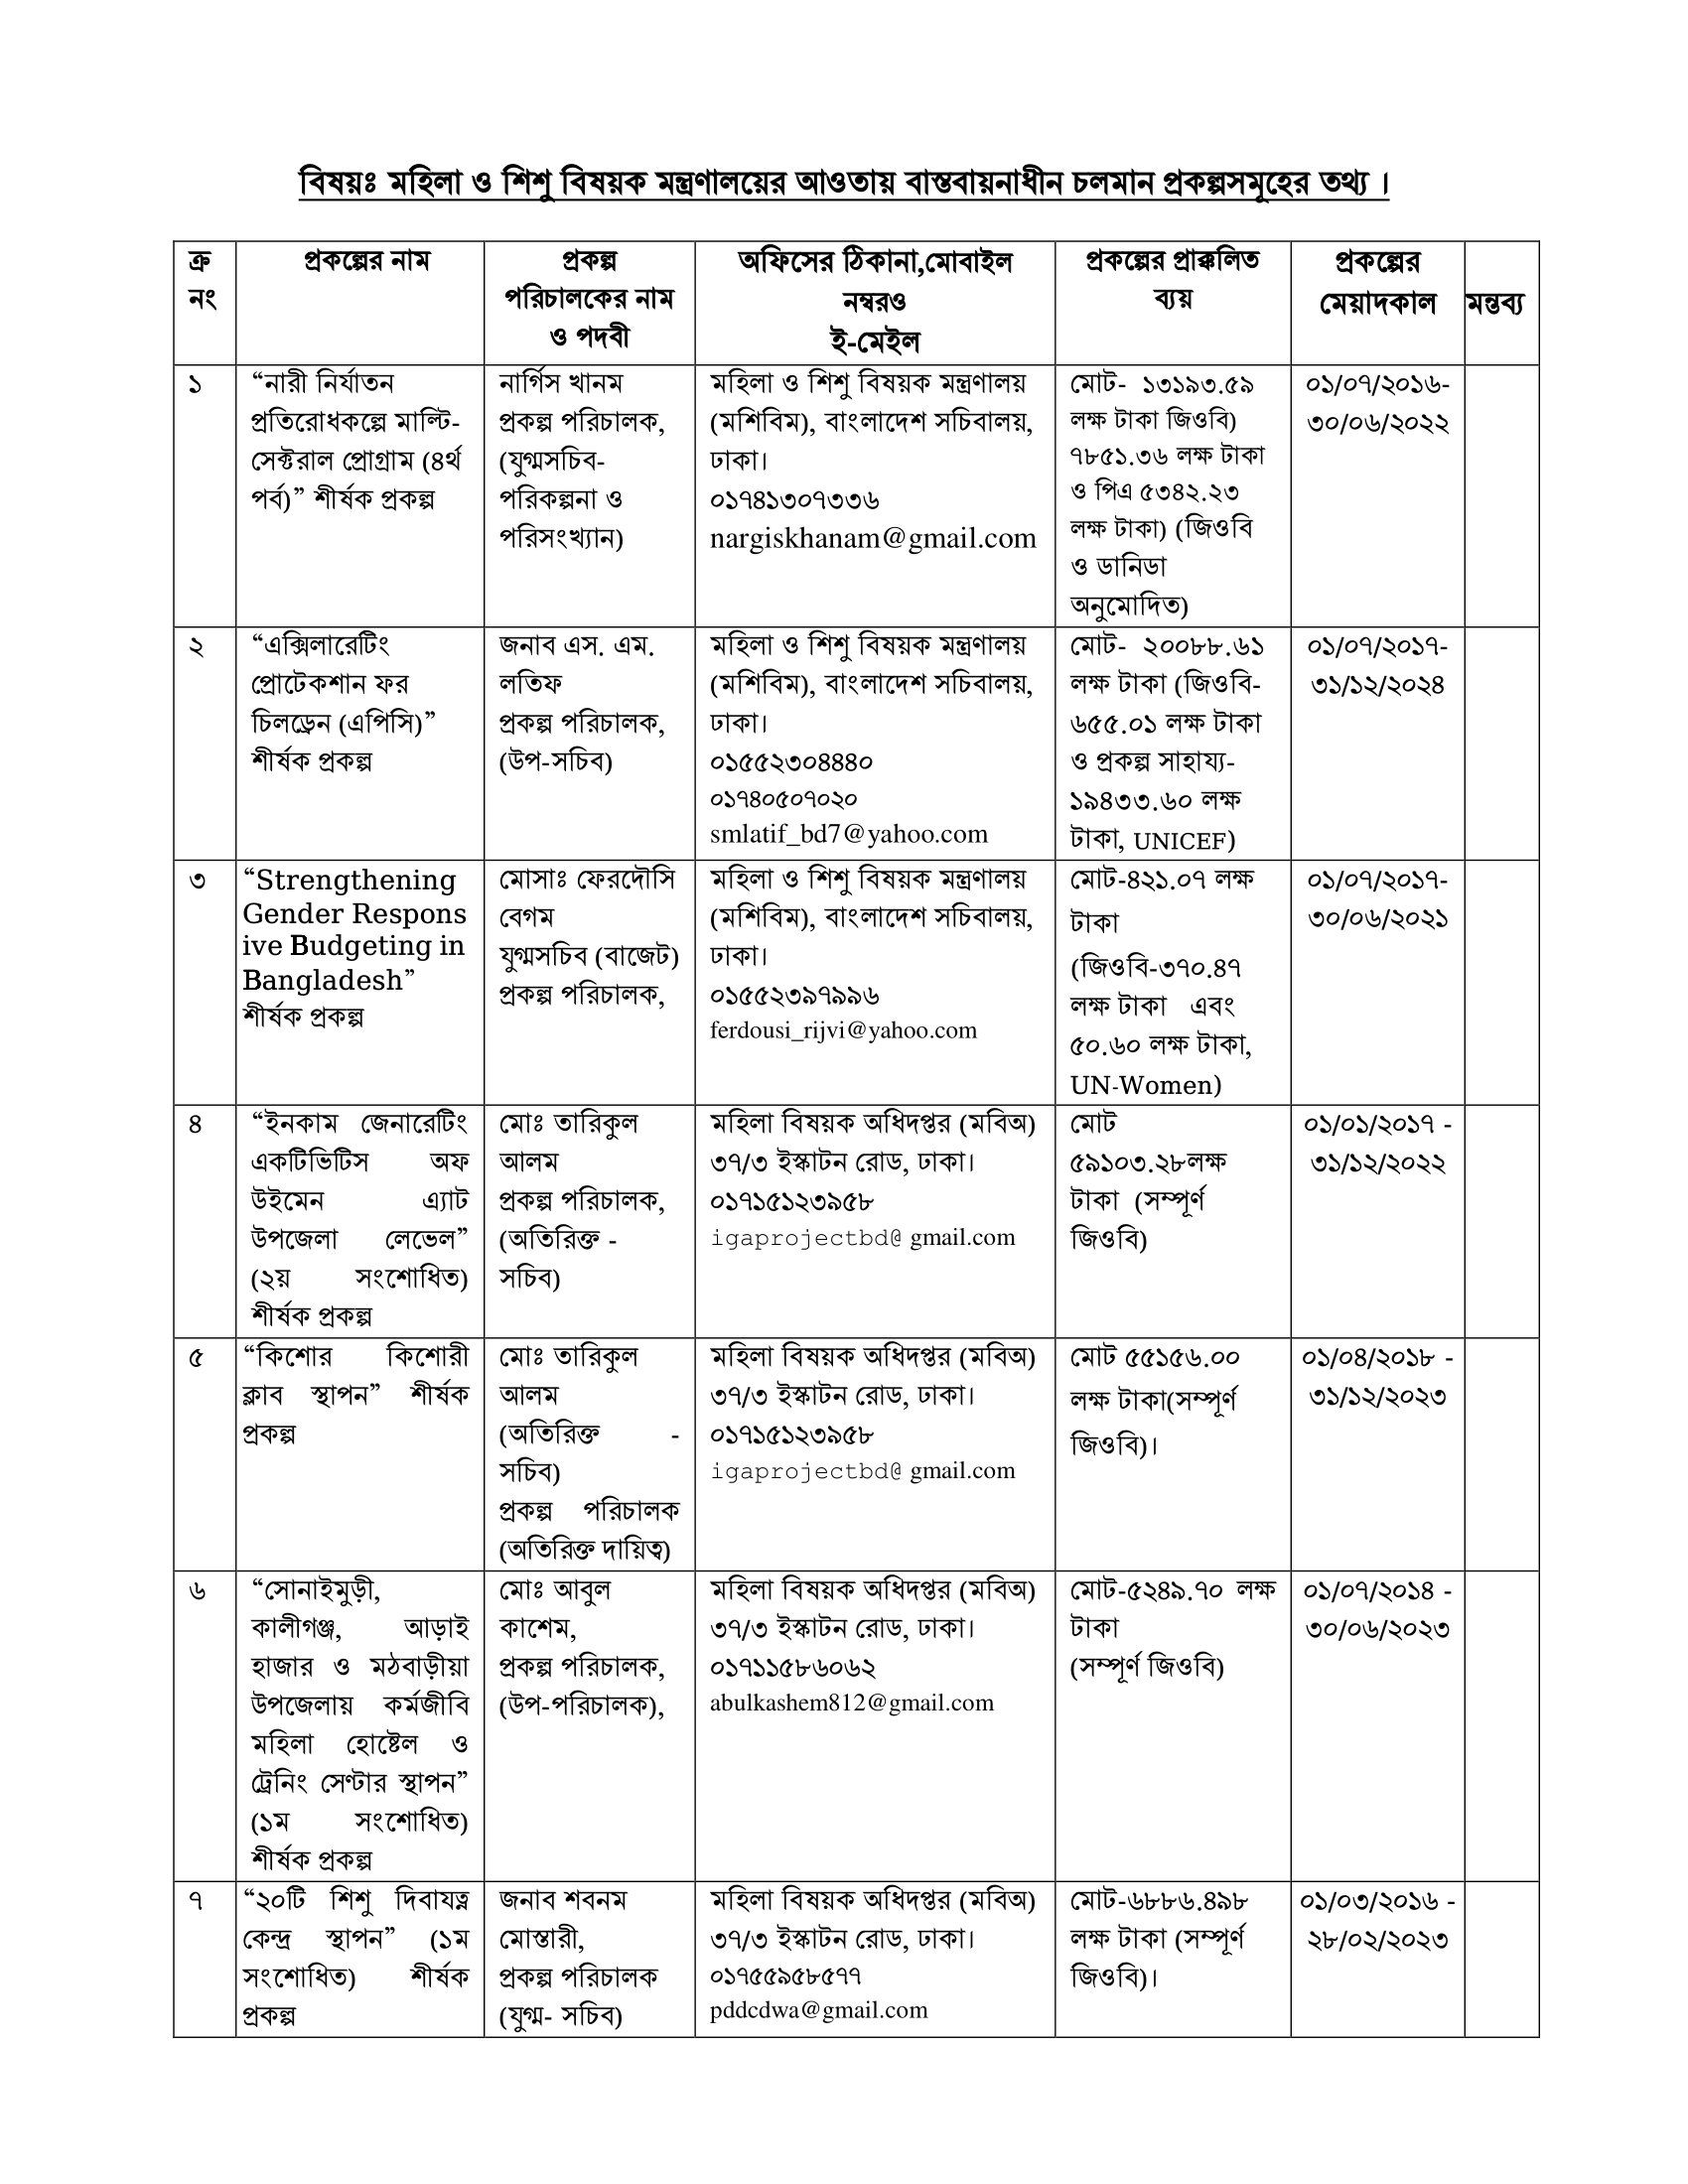 বিষয়ঃ মহিলা ও শিশু বিষয়ক মন্ত্রণালয়ের আওতায় বাস্তবায়নাধীন চলমান প্রকল্পসমূহের তথ্য ।
ক্র
নং
প্রকল্পের নাম
প্রকল্প
পরিচালকের নাম
ও পদবী
অফিসের ঠিকানা,মোবাইল
নম্বরও
ই-মেইল
প্রকল্পের প্রাক্কলিত
ব্যয়
প্রকল্পের
মেয়াদকাল
মন্তব্য
১
“নারী নির্যাতন
প্রতিরোধকল্পে মাল্টি-
সেক্টরাল প্রোগ্রাম (৪র্থ
পর্ব)” শীর্ষক প্রকল্প
নার্গিস খানম
প্রকল্প পরিচালক,
(যুগ্মসচিব-
পরিকল্পনা ও
পরিসংখ্যান)
মহিলা ও শিশু বিষয়ক মন্ত্রণালয়
(মশিবিম), বাংলাদেশ সচিবালয়,
ঢাকা।
০১৭৪১৩০৭৩৩৬
nargiskhanam@gmail.com
মোট- ১৩১৯৩.৫৯
লক্ষ টাকা জিওবি)
৭৮৫১.৩৬ লক্ষ টাকা
ও পিএ ৫৩৪২.২৩
লক্ষ টাকা) (জিওবি
ও ডানিডা
অনুমোদিত)
০১/০৭/২০১৬-
৩০/০৬/২০২২
২
“এক্সিলারেটিং
প্রোটেকশান ফর
চিলড্রেন (এপিসি)”
শীর্ষক প্রকল্প
জনাব এস. এম.
লতিফ
প্রকল্প পরিচালক,
(উপ-সচিব)
মহিলা ও শিশু বিষয়ক মন্ত্রণালয়
(মশিবিম), বাংলাদেশ সচিবালয়,
ঢাকা।
০১৫৫২৩০৪৪৪০
০১৭৪০৫০৭০২০
smlatif_bd7@yahoo.com
মোট- ২০০৮৮.৬১
লক্ষ টাকা (জিওবি-
৬৫৫.০১ লক্ষ টাকা
ও প্রকল্প সাহায্য-
১৯৪৩৩.৬০ লক্ষ
টাকা, UNICEF)
০১/০৭/২০১৭-
৩১/১২/২০২৪
৩
“Strengthening
Gender Respons
ive Budgeting in
Bangladesh”
শীর্ষক প্রকল্প
মোসাঃ ফেরদৌসি
বেগম
যুগ্মসচিব (বাজেট)
প্রকল্প পরিচালক,
মহিলা ও শিশু বিষয়ক মন্ত্রণালয়
(মশিবিম), বাংলাদেশ সচিবালয়,
ঢাকা।
০১৫৫২৩৯৭৯৯৬
ferdousi_rijvi@yahoo.com
মোট-৪২১.০৭ লক্ষ
টাকা
(জিওবি-৩৭০.৪৭
লক্ষ টাকা এবং
৫০.৬০ লক্ষ টাকা,
UN-Women)
০১/০৭/২০১৭-
৩০/০৬/২০২১
৪
“ইনকাম জেনারেটিং
একটিভিটিস অফ
উইমেন এ্যাট
উপজেলা লেভেল”
(২য় সংশোধিত)
শীর্ষক প্রকল্প
মোঃ তারিকুল
আলম
প্রকল্প পরিচালক,
(অতিরিক্ত -
সচিব)
মহিলা বিষয়ক অধিদপ্তর (মবিঅ)
৩৭/৩ ইস্কাটন রোড, ঢাকা।
০১৭১৫১২৩৯৫৮
igaprojectbd@ gmail.com
মোট
৫৯১০৩.২৮লক্ষ
টাকা (সম্পূর্ণ
জিওবি)
০১/০১/২০১৭ -
৩১/১২/২০২২
৫
“কিশোর কিশোরী
ক্লাব স্থাপন” শীর্ষক
প্রকল্প
মোঃ তারিকুল
আলম
(অতিরিক্ত -
সচিব)
প্রকল্প পরিচালক
(অতিরিক্ত দায়িত্ব)
মহিলা বিষয়ক অধিদপ্তর (মবিঅ)
৩৭/৩ ইস্কাটন রোড, ঢাকা।
০১৭১৫১২৩৯৫৮
igaprojectbd@ gmail.com
মোট ৫৫১৫৬.০০
লক্ষ টাকা(সম্পূর্ণ
জিওবি)।
০১/০৪/২০১৮ -
৩১/১২/২০২৩
৬
“সোনাইমুড়ী,
কালীগঞ্জ, আড়াই
হাজার ও মঠবাড়ীয়া
উপজেলায় কর্মজীবি
মহিলা হোষ্টেল ও
ট্রেনিং সেণ্টার স্থাপন”
(১ম সংশোধিত)
শীর্ষক প্রকল্প
মোঃ আবুল
কাশেম,
প্রকল্প পরিচালক,
(উপ-পরিচালক),
মহিলা বিষয়ক অধিদপ্তর (মবিঅ)
৩৭/৩ ইস্কাটন রোড, ঢাকা।
০১৭১১৫৮৬০৬২
abulkashem812@gmail.com
মোট-৫২৪৯.৭০ লক্ষ
টাকা
(সম্পূর্ণ জিওবি)
০১/০৭/২০১৪ -
৩০/০৬/২০২৩
৭
“২০টি শিশু দিবাযত্ন
কেন্দ্র স্থাপন” (১ম
সংশোধিত) শীর্ষক
প্রকল্প
জনাব শবনম
মোস্তারী,
প্রকল্প পরিচালক
(যুগ্ম- সচিব)
মহিলা বিষয়ক অধিদপ্তর (মবিঅ)
৩৭/৩ ইস্কাটন রোড, ঢাকা।
০১৭৫৫৯৫৮৫৭৭
pddcdwa@gmail.com
মোট-৬৮৮৬.৪৯৮
লক্ষ টাকা (সম্পূর্ণ
জিওবি)।
০১/০৩/২০১৬ -
২৮/০২/২০২৩